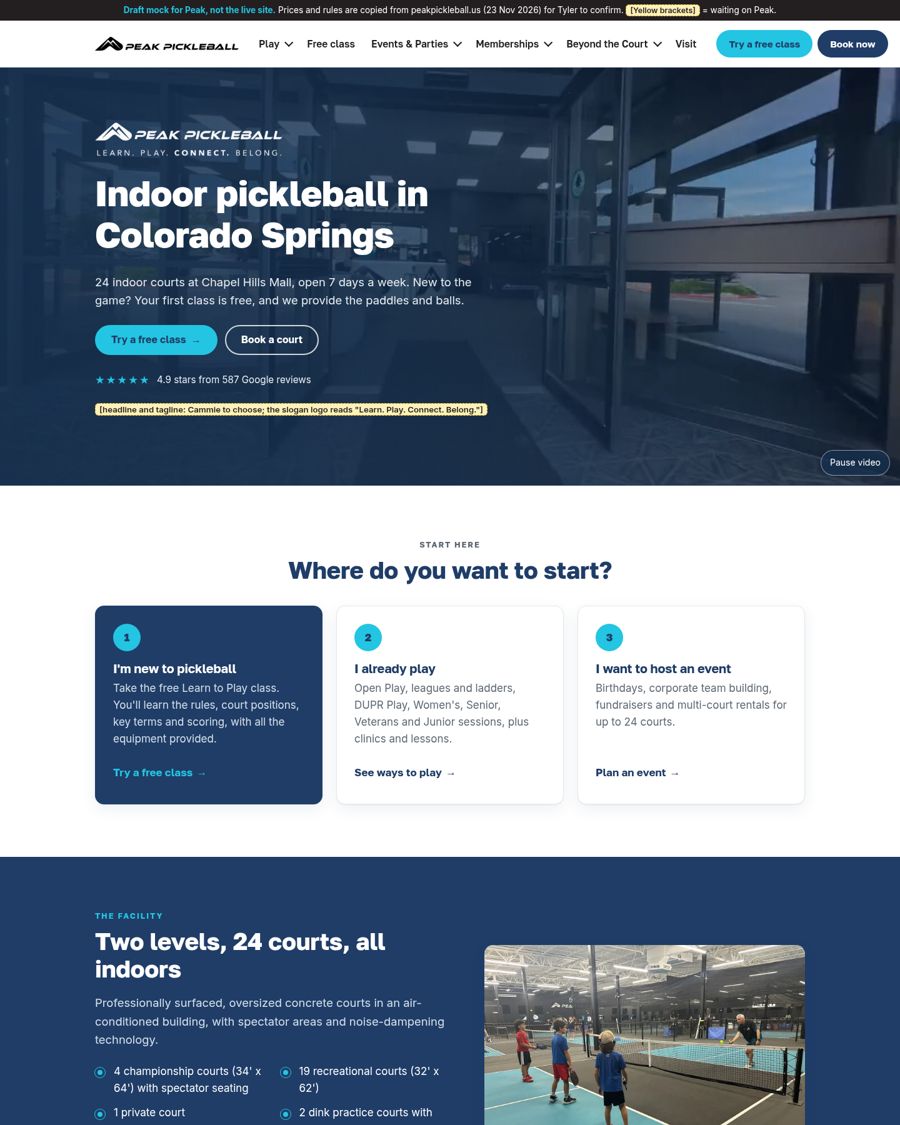 Draft mock for Peak, not the live site. Prices and rules are copied from peakpickleball.us (23 Nov 2026) for Tyler to confirm. [Yellow brackets] = waiting on Peak.
PEAK PICKLEBALL
Play
Free class
Events & Parties
Memberships
Beyond the Court
Visit
Try a free class
Book now
PEAK PICKLEBALL
LEARN. PLAY. CONNECT. BELONG.
Indoor pickleball in
Colorado Springs
24 indoor courts at Chapel Hills Mall, open 7 days a week. New to the
game? Your first class is free, and we provide the paddles and balls.
Try a free class →
Book a court
★★★★★ 4.9 stars from 587 Google reviews
[headline and tagline: Cammie to choose; the slogan logo reads "Learn. Play. Connect. Belong."]
Pause video
START HERE
Where do you want to start?
1
I'm new to pickleball
Take the free Learn to Play class.
You'll learn the rules, court positions,
key terms and scoring, with all the
equipment provided.
Try a free class →
2
I already play
Open Play, leagues and ladders,
DUPR Play, Women's, Senior,
Veterans and Junior sessions, plus
clinics and lessons.
See ways to play →
3
I want to host an event
Birthdays, corporate team building,
fundraisers and multi-court rentals for
up to 24 courts.
Plan an event →
THE FACILITY
Two levels, 24 courts, all
indoors
Professionally surfaced, oversized concrete courts in an air-
conditioned building, with spectator areas and noise-dampening
technology.
4 championship courts (34' x
64') with spectator seating
19 recreational courts (32' x
62')
1 private court
2 dink practice courts with